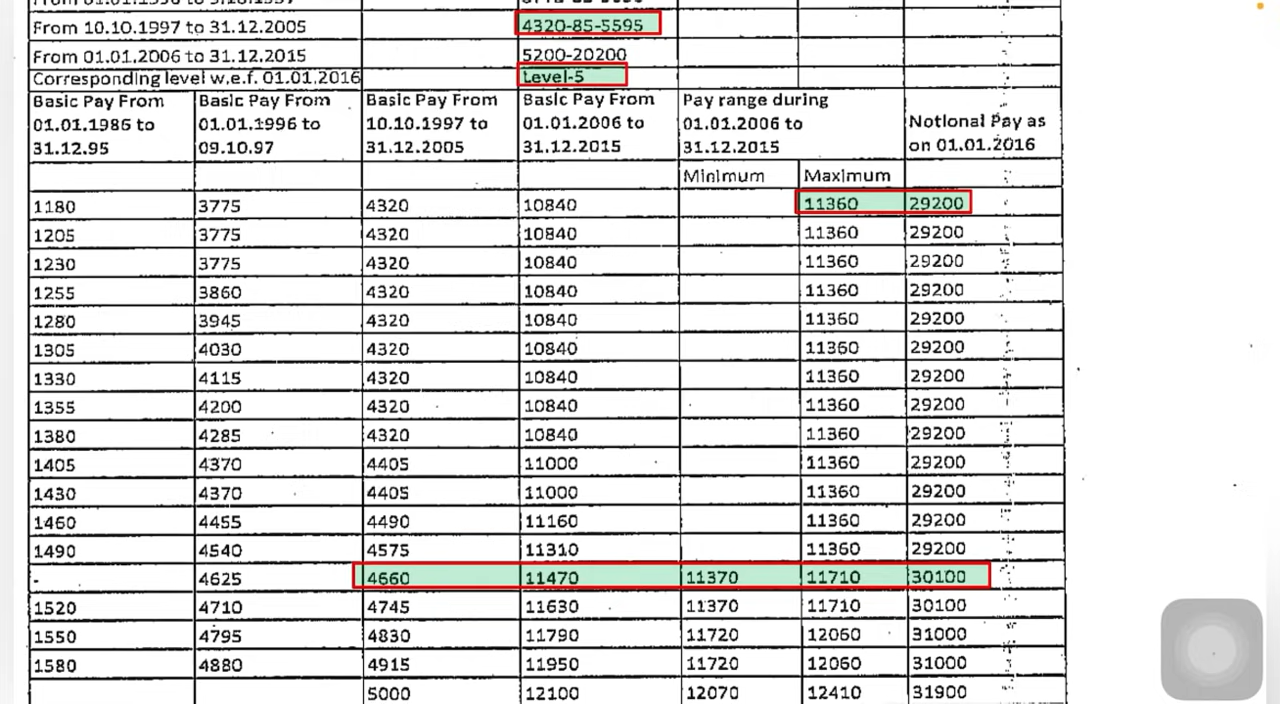 From 10.10.1997 to 31.12.2005 4320-85-5595
From 01.01.2006 to 31.12.2015 5200-20200
Corresponding level w.e.f. 01.01.2016 Level-5
Basic Pay From 01.01.1986 to 31.12.95 Basic Pay From 01.01.1996 to 09.10.97 Basic Pay From 10.10.1997 to 31.12.2005 Basic Pay From 01.01.2006 to 31.12.2015 Pay range during 01.01.2006 to 31.12.2015 Notional Pay as on 01.01.2016
Minimum Maximum
1180 3775 4320 10840 11360 29200
1205 3775 4320 10840 11360 29200
1230 3775 4320 10840 11360 29200
1255 3860 4320 10840 11360 29200
1280 3945 4320 10840 11360 29200
1305 4030 4320 10840 11360 29200
1330 4115 4320 10840 11360 29200
1355 4200 4320 10840 11360 29200
1380 4285 4320 10840 11360 29200
1405 4370 4405 11000 11360 29200
1430 4370 4405 11000 11360 29200
1460 4455 4490 11160 11360 29200
1490 4540 4575 11310 11360 29200
- 4625 4660 11470 11370 11710 30100
1520 4710 4745 11630 11370 11710 30100
1550 4795 4830 11790 11720 12060 31000
1580 4880 4915 11950 11720 12060 31000
5000 12100 12070 12410 31900